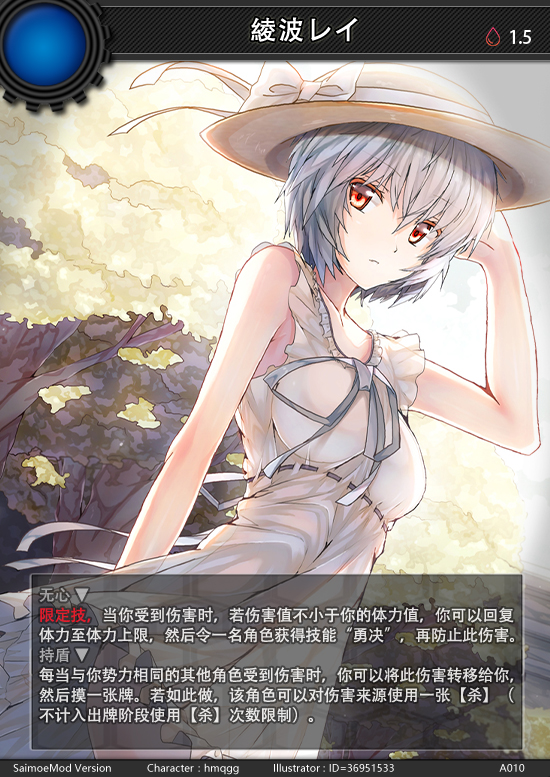 綾波レイ
1.5
无心▼
限定技，当你受到伤害时，若伤害值不小于你的体力值，你可以回复
体力至体力上限，然后令一名角色获得技能“勇决”，再防止此伤害。
持盾▼
每当与你势力相同的其他角色受到伤害时，你可以将此伤害转移给你，
然后摸一张牌。若如此做，该角色可以对伤害来源使用一张【杀】（
不计入出牌阶段使用【杀】次数限制）。
SaimoeMod Version Character : hmqgg Illustrator : ID=36951533 A010